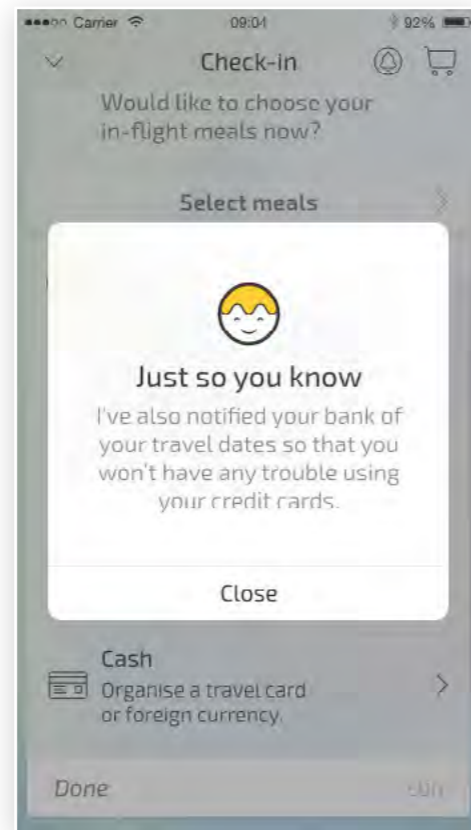 Carrier 09:01 92%
Check-in
Would like to choose your
in-flight meals now?
Select meals
Just so you know
I've also notified your bank of
your travel dates so that you
won't have any trouble using
your credit cards.
Close
Cash
Organise a travel card
or foreign currency.
Done